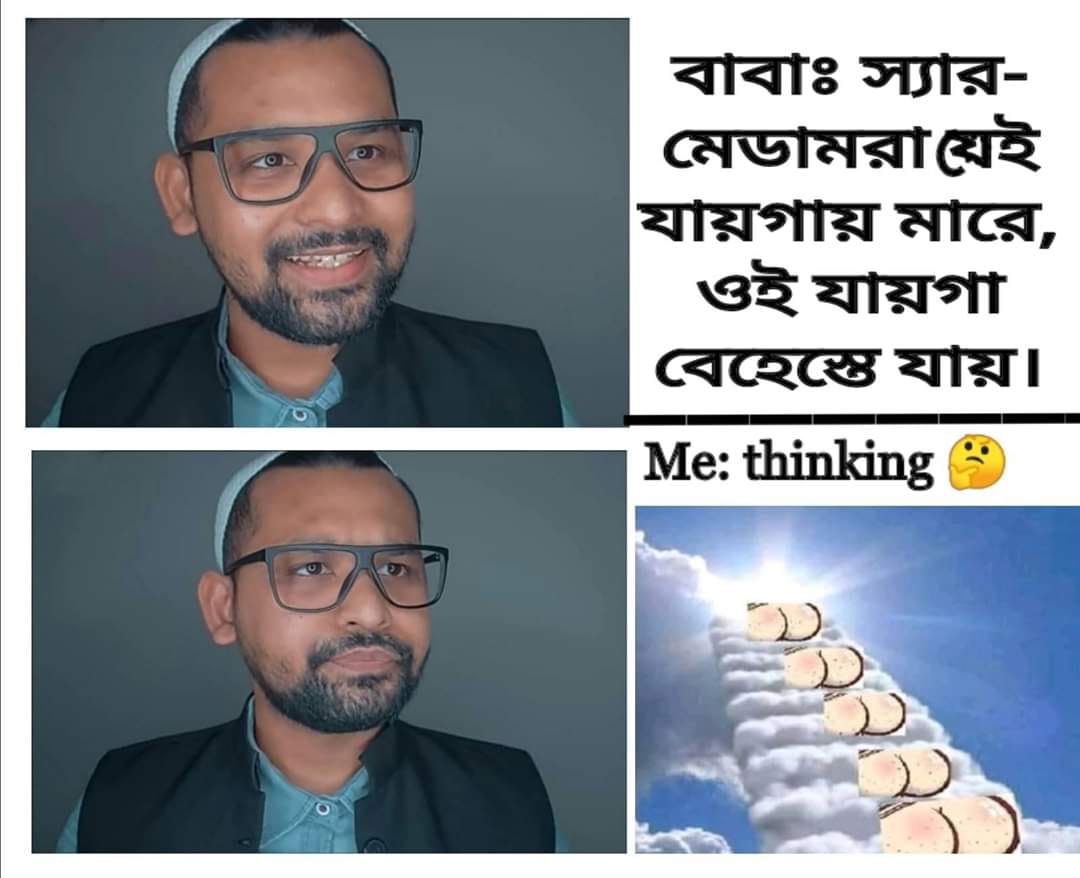 বাবাঃ স্যার-
মেডামরা যেই
যায়গায় মারে,
ওই যায়গা
বেহেস্তে যায়।
Me: thinking 🤔